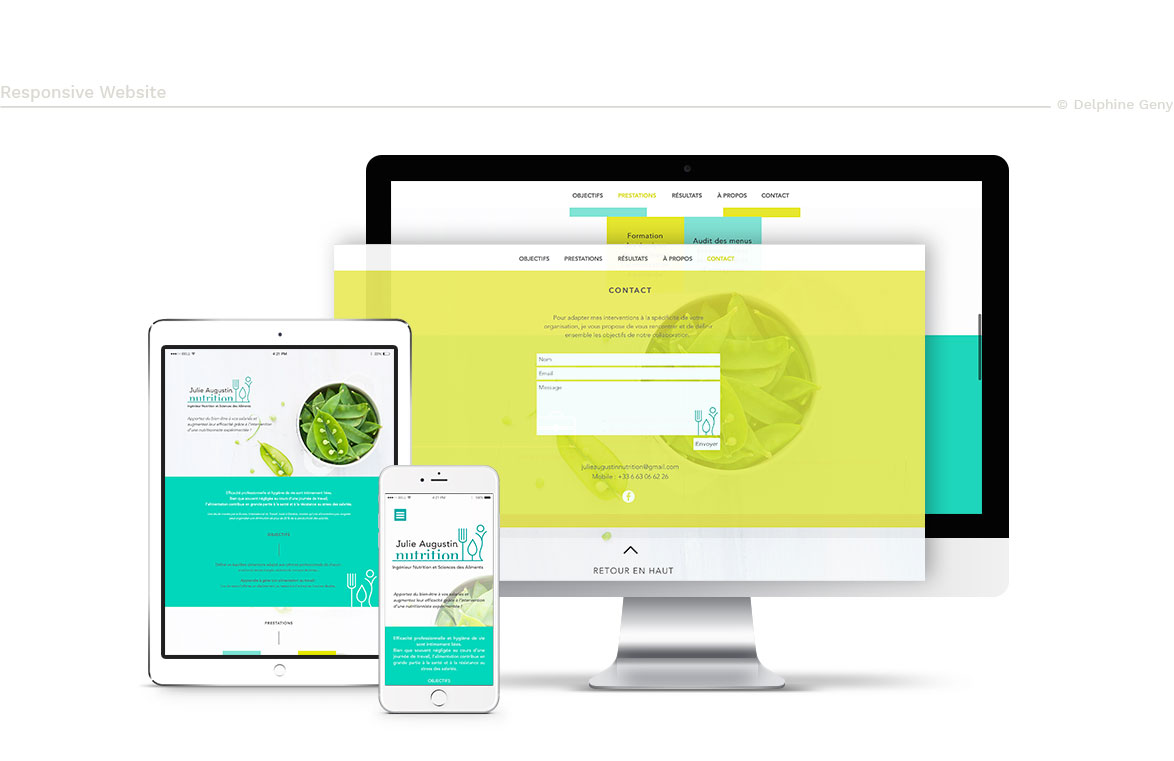 Responsive Website
© Delphine Geny
OBJECTIFS PRESTATIONS RÉSULTATS À PROPOS CONTACT
Formation
Audit des menus
OBJECTIFS PRESTATIONS RÉSULTATS À PROPOS CONTACT
CONTACT
Pour adapter mes interventions à la spécificité de votre
organisation, je vous propose de vous rencontrer et de définir
ensemble les objectifs de notre collaboration.
Nom
Email
Message
Envoyer
julieaugustinnutrition@gmail.com
Mobile : +33 6 63 06 62 26
RETOUR EN HAUT
4:21 PM
Julie Augustin
nutrition
Ingénieur Nutrition et Sciences des Aliments
Apportez du bien-être à vos salariés et
augmentez leur efficacité grâce à l'intervention
d'une nutritionniste expérimentée !
Efficacité professionnelle et hygiène de vie sont intimement liées.
Bien que souvent négligée au cours d'une journée de travail,
l'alimentation contribue en grande partie à la santé et à la résistance au stress des salariés.
OBJECTIFS
PRESTATIONS
4:21 PM
100%
Julie Augustin
nutrition
Ingénieur Nutrition et Sciences des Aliments
Apportez du bien-être à vos salariés et
augmentez leur efficacité grâce à l'intervention
d'une nutritionniste expérimentée !
Efficacité professionnelle et hygiène de vie
sont intimement liées.
Bien que souvent négligée au cours d'une
journée de travail, l'alimentation contribue en
grande partie à la santé et à la résistance au
stress des salariés.
OBJECTIFS